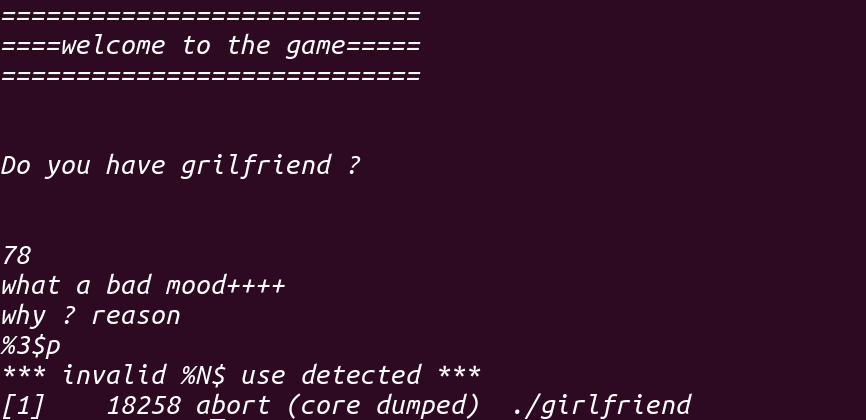 ============================
====welcome to the game=====
============================
Do you have grilfriend ?
78
what a bad mood++++
why ? reason
%3$p
*** invalid %N$ use detected ***
[1]    18258 abort (core dumped)  ./girlfriend